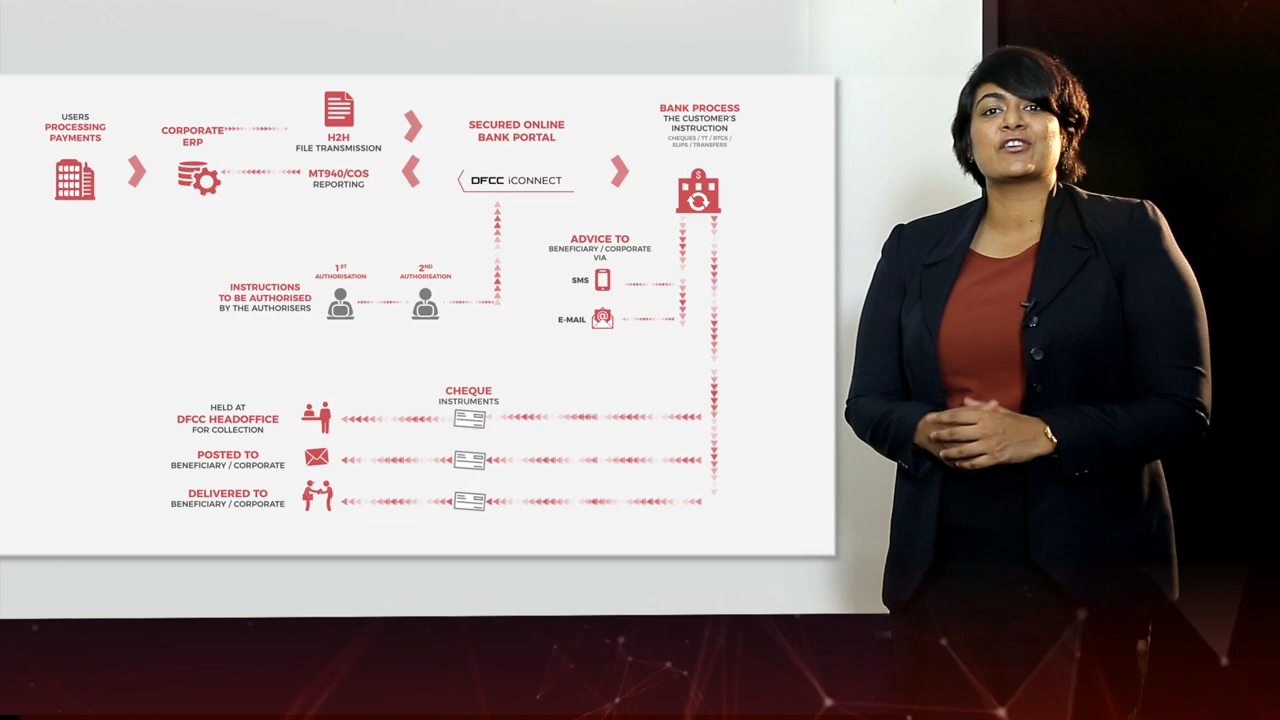 USERS
PROCESSING
PAYMENTS
CORPORATE
ERP
H2H
FILE TRANSMISSION
MT940/COS
REPORTING
SECURED ONLINE
BANK PORTAL
DFCC iCONNECT
BANK PROCESS
THE CUSTOMER'S
INSTRUCTION
CHEQUES / TT / RTGS /
SLIPS / TRANSFERS
ADVICE TO
BENEFICIARY / CORPORATE
VIA
SMS
E-MAIL
INSTRUCTIONS
TO BE AUTHORISED
BY THE AUTHORISERS
1ST
AUTHORISATION
2ND
AUTHORISATION
CHEQUE
INSTRUMENTS
HELD AT
DFCC HEADOFFICE
FOR COLLECTION
POSTED TO
BENEFICIARY / CORPORATE
DELIVERED TO
BENEFICIARY / CORPORATE